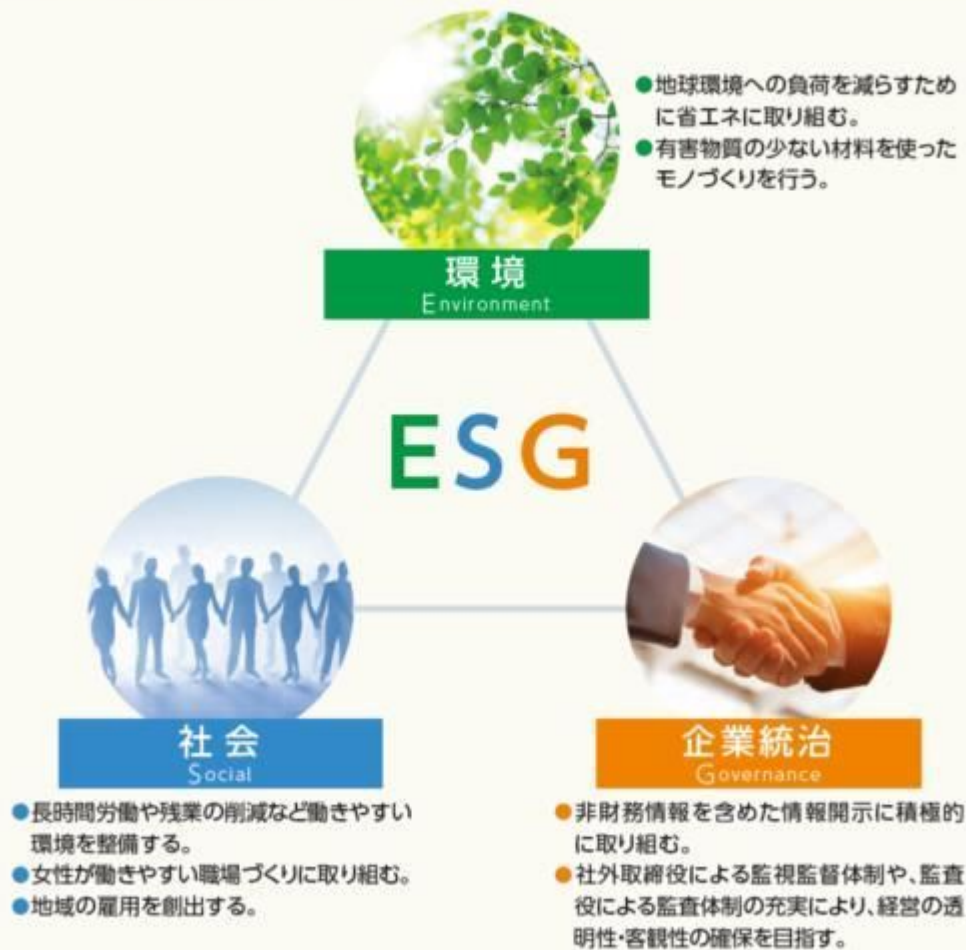 ●地球環境への負荷を減らすため
に省エネに取り組む。
●有害物質の少ない材料を使った
モノづくりを行う。
環境
Environment
ESG
社会
Social
●長時間労働や残業の削減など働きやすい
環境を整備する。
●女性が働きやすい職場づくりに取り組む。
●地域の雇用を創出する。
企業統治
Governance
●非財務情報を含めた情報開示に積極的
に取り組む。
●社外取締役による監視監督体制や、監査
役による監査体制の充実により、経営の透
明性・客観性の確保を目指す。